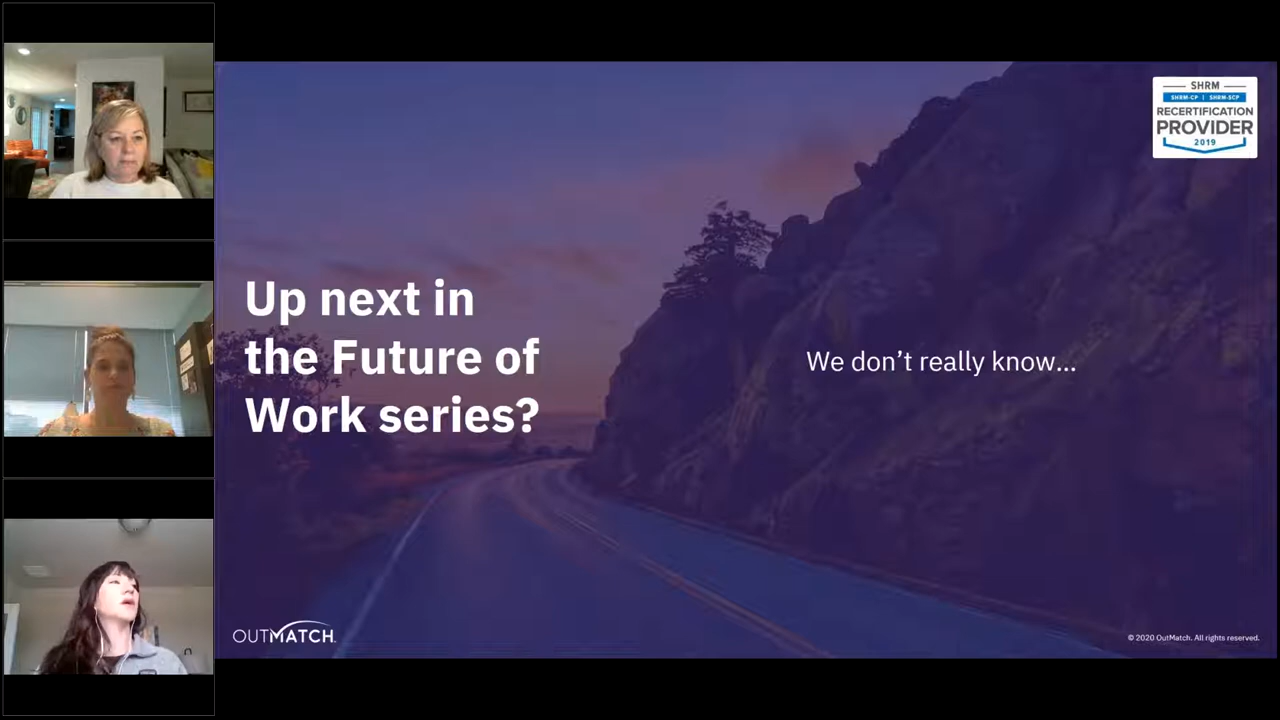 SHRM
SHRM-CP | SHRM-SCP
RECERTIFICATION
PROVIDER
2019
Up next in
the Future of
Work series?
We don’t really know...
OUTMATCH
© 2020 OutMatch. All rights reserved.